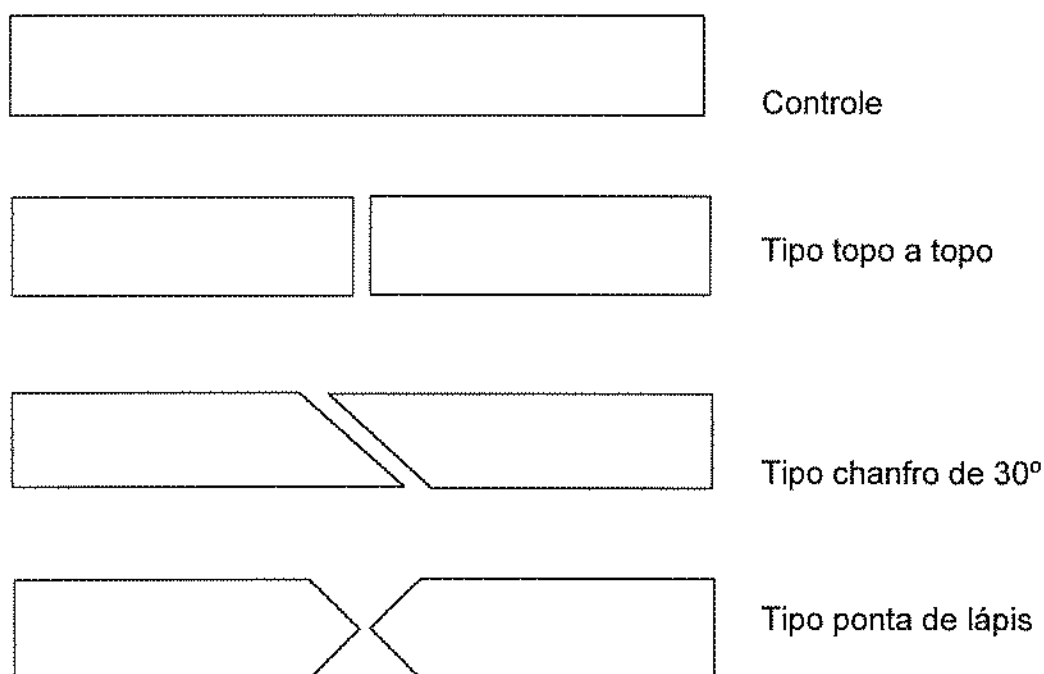 Controle
Tipo topo a topo
Tipo chanfro de 30º
Tipo ponta de lápis